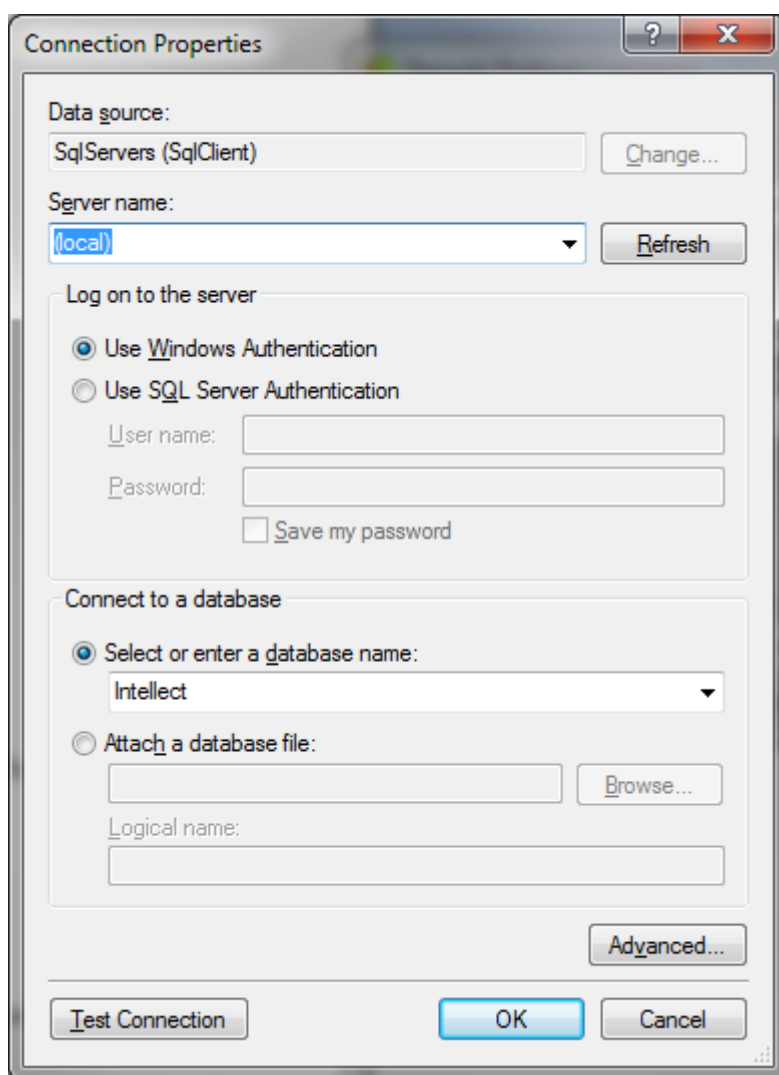 Connection Properties
?
Data source:
SqlServers (SqlClient)
Change...
Server name:
(local)
Refresh
Log on to the server
Use Windows Authentication
Use SQL Server Authentication
User name:
Password:
Save my password
Connect to a database
Select or enter a database name:
Intellect
Attach a database file:
Browse...
Logical name:
Advanced...
Test Connection
OK
Cancel